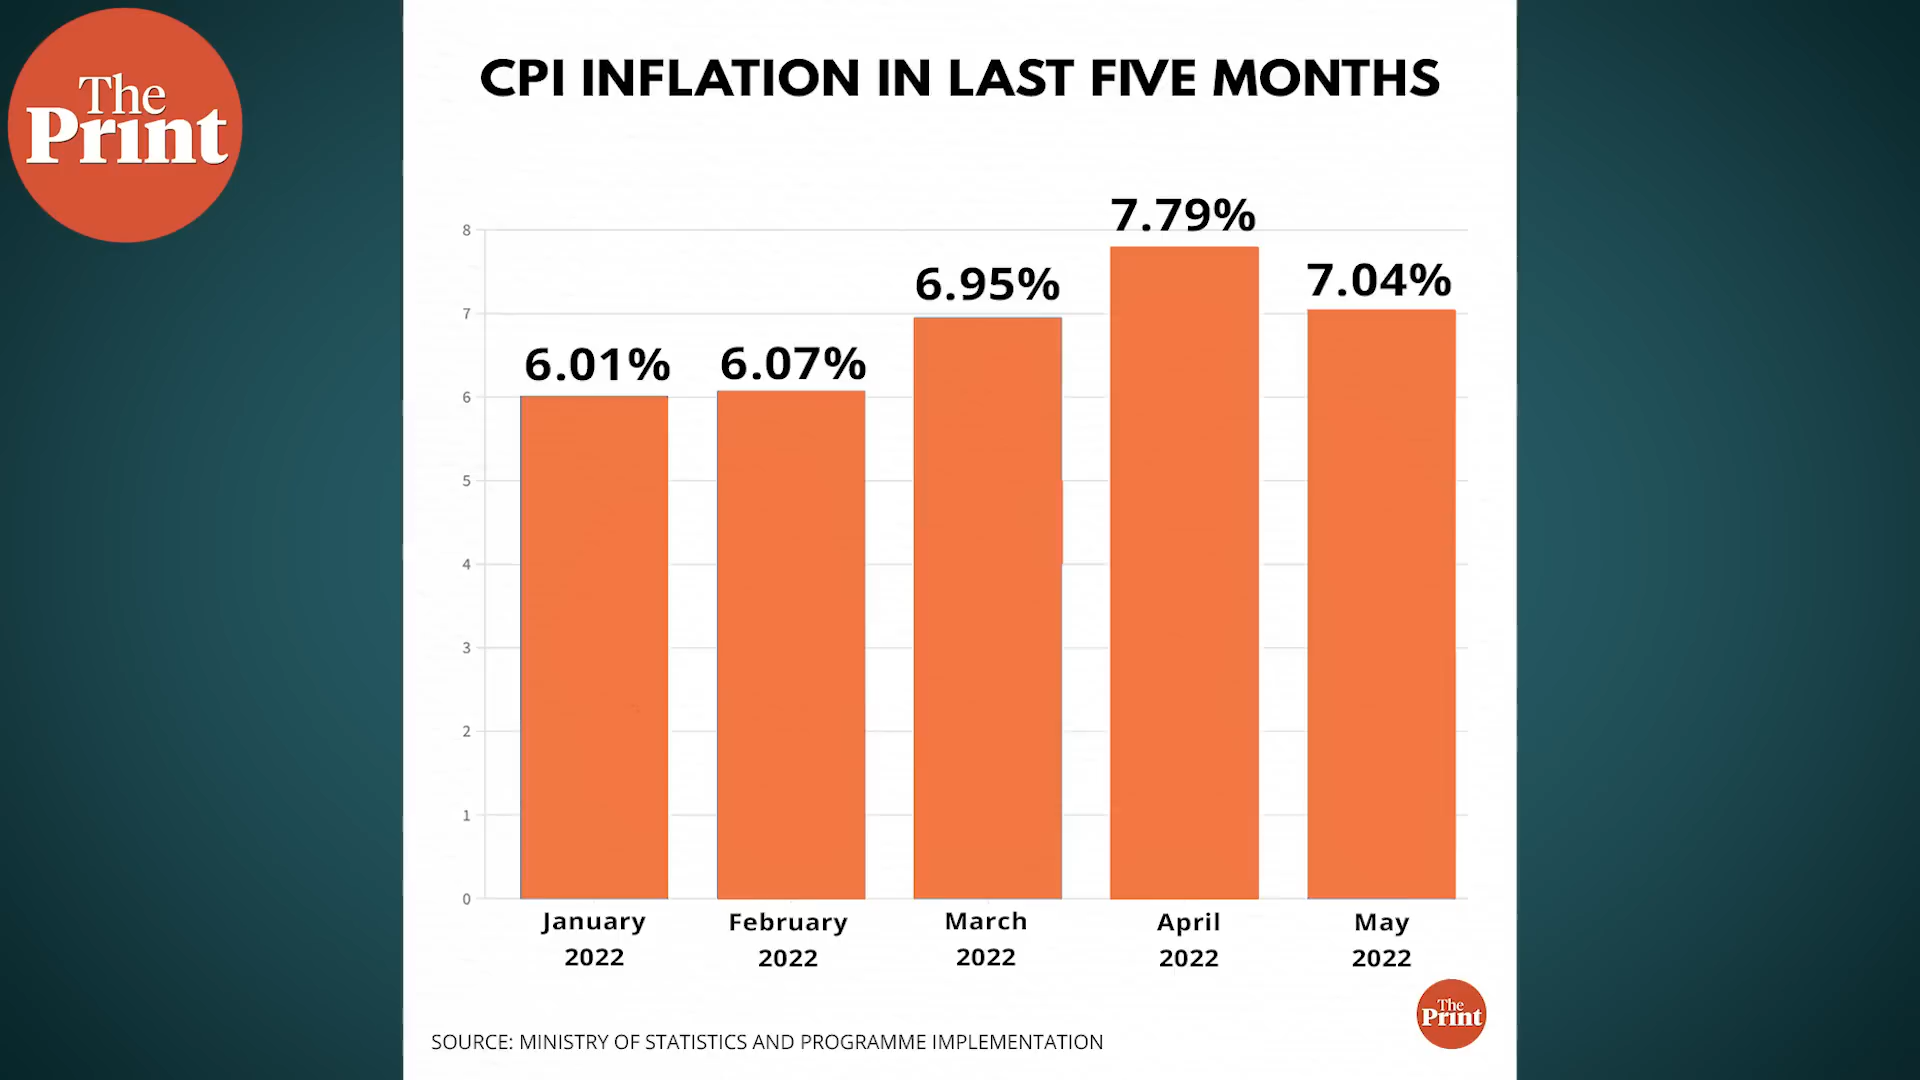 The
Print
CPI INFLATION IN LAST FIVE MONTHS
8
7
6
5
4
3
2
1
0
6.01%
6.07%
6.95%
7.79%
7.04%
January
2022
February
2022
March
2022
April
2022
May
2022
The
Print
SOURCE: MINISTRY OF STATISTICS AND PROGRAMME IMPLEMENTATION